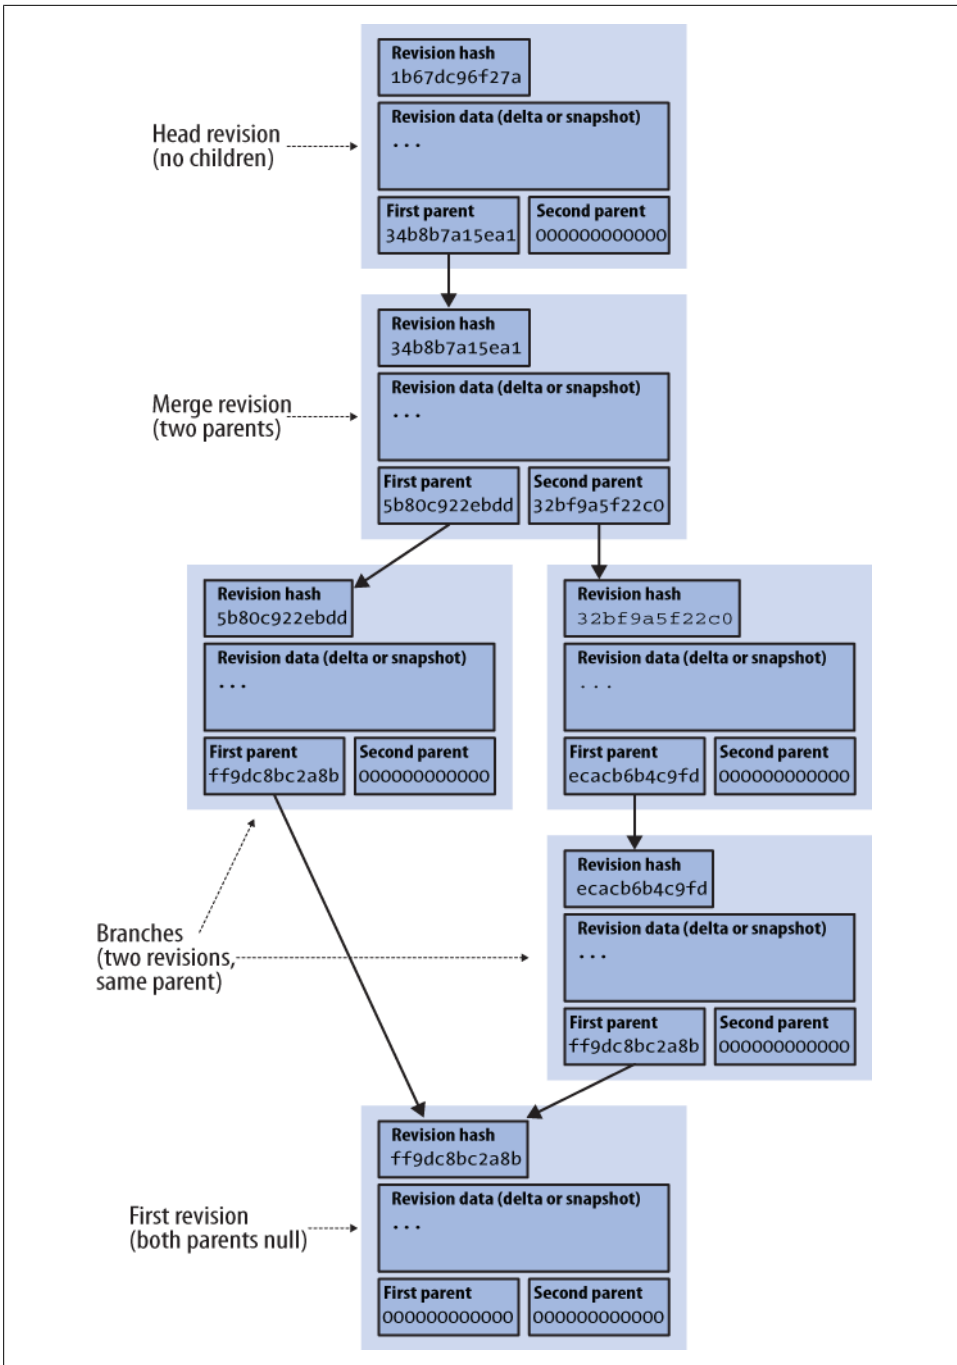 Revision hash
1b67dc96f27a
Revision data (delta or snapshot)
...
Head revision
(no children)
First parent
34b8b7a15ea1
Second parent
000000000000
Revision hash
34b8b7a15ea1
Revision data (delta or snapshot)
...
Merge revision
(two parents)
First parent
5b80c922ebdd
Second parent
32bf9a5f22c0
Revision hash
5b80c922ebdd
Revision data (delta or snapshot)
...
First parent
ff9dc8bc2a8b
Second parent
000000000000
Revision hash
32bf9a5f22c0
Revision data (delta or snapshot)
...
First parent
ecacb6b4c9fd
Second parent
000000000000
Branches
(two revisions,
same parent)
Revision hash
ecacb6b4c9fd
Revision data (delta or snapshot)
...
First parent
ff9dc8bc2a8b
Second parent
000000000000
Revision hash
ff9dc8bc2a8b
Revision data (delta or snapshot)
...
First revision
(both parents null)
First parent
000000000000
Second parent
000000000000